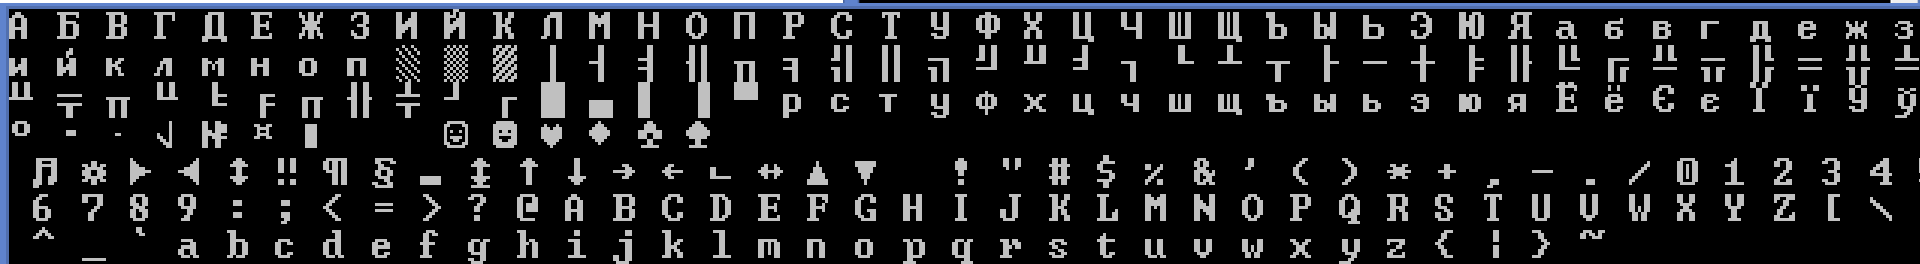 А Б В Г Д Е Ж З И Й К Л М Н О П Р С Т У Ф Х Ц Ч Ш Щ Ъ Ы Ь Э Ю Я а б в г д е ж з
и й к л м н о п ░ ▒ ▓ │ ┤ ╡ ╢ ╖ ╕ ╣ ║ ╗ ╝ ╜ ╛ ┐ └ ┴ ┬ ├ ─ ┼ ╞ ╟ ╚ ╔ ╩ ╦ ╠ ═ ╬ ╧
╨ ╤ ╥ ╙ ╘ ╒ ╓ ╫ ╪ ┘ ┌ █ ▄ ▌ ▐ ▀ р с т у ф х ц ч ш щ ъ ы ь э ю я Ё ё Є є Ї ї Ў ў
° ∙ · √ № ¤ ■ ☺ ☻ ♥ ♦ ♣ ♠
♫ ☼ ► ◄ ↕ ‼ ¶ § ▬ ↨ ↑ ↓ → ← ∟ ↔ ▲ ▼ ! " # $ % & ' ( ) * + , - . / 0 1 2 3 4
6 7 8 9 : ; < = > ? @ A B C D E F G H I J K L M N O P Q R S T U V W X Y Z [ \
^ _ ` a b c d e f g h i j k l m n o p q r s t u v w x y z { | } ~